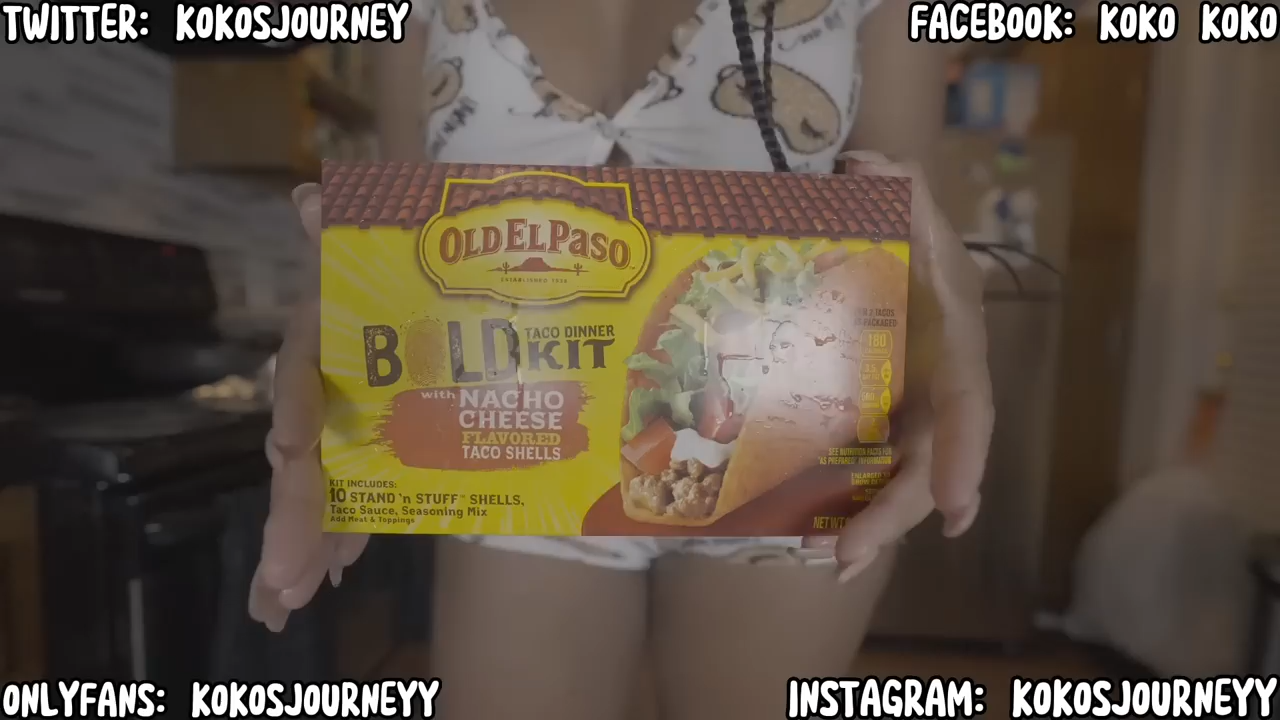 TWITTER: KOKOSJOURNEY
FACEBOOK: KOKO KOKO
OLD EL PASO
ESTABLISHED 1938
BOLD TACO DINNER KIT
with NACHO
CHEESE
FLAVORED
TACO SHELLS
KIT INCLUDES:
10 STAND 'n STUFF™ SHELLS,
Taco Sauce, Seasoning Mix
Add Meat & Toppings
180
SEE NUTRITION FACTS FOR
"AS PREPARED" INFORMATION
NET WT
ONLYFANS: KOKOSJOURNEYY
INSTAGRAM: KOKOSJOURNEYY